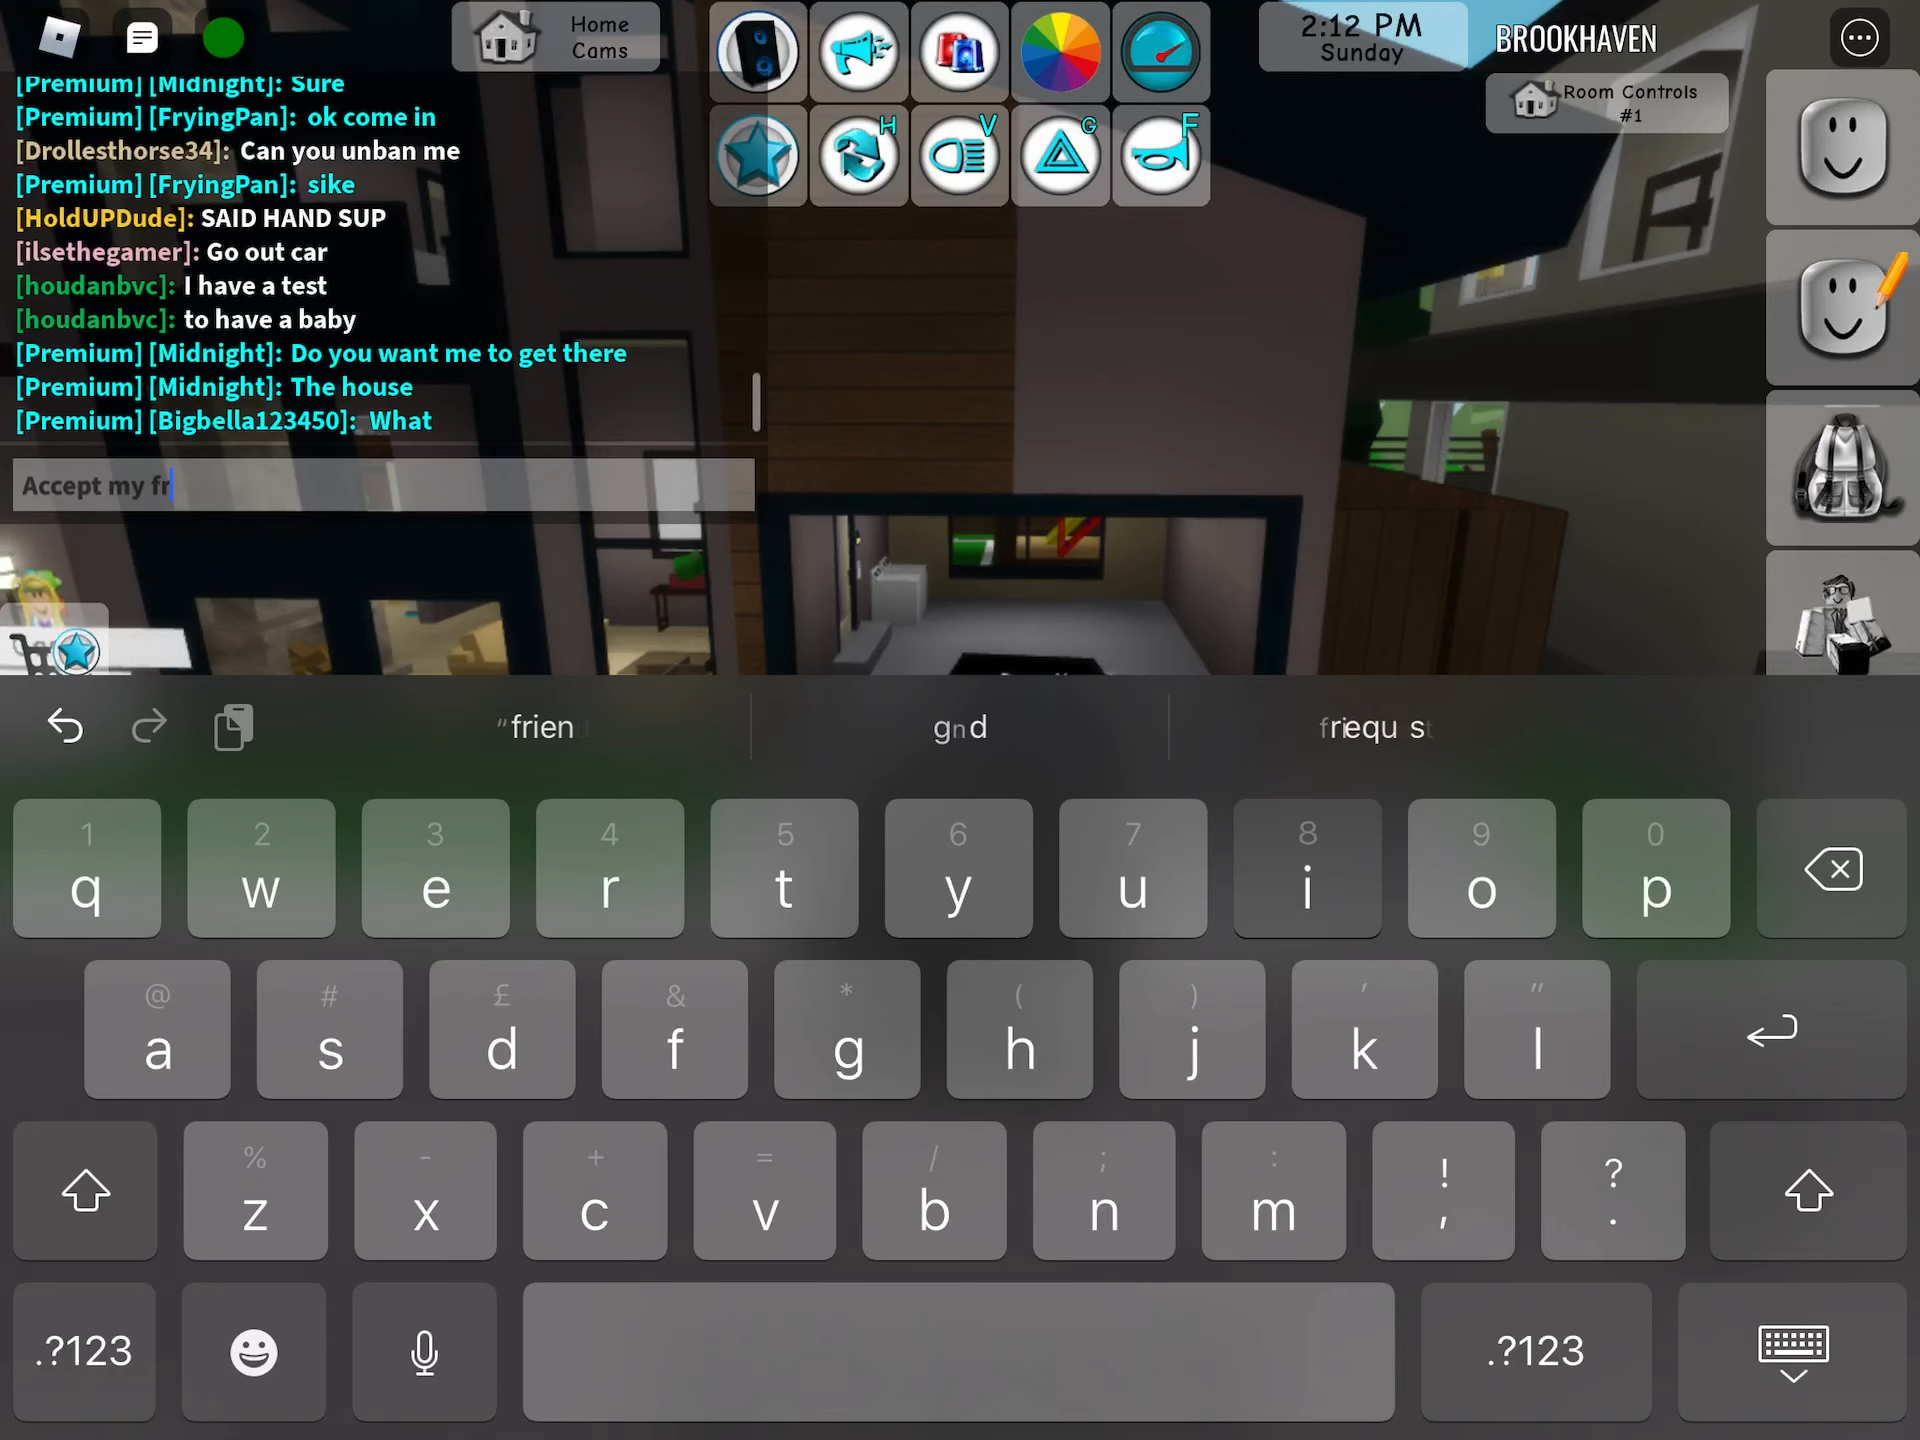 Home
Cams
2:12 PM
Sunday
BROOKHAVEN
Room Controls
#1
H
V
G
F
[Premium] [Midnight]: Sure
[Premium] [FryingPan]: ok come in
[Drollesthorse34]: Can you unban me
[Premium] [FryingPan]: sike
[HoldUPDude]: SAID HAND SUP
[ilsethegamer]: Go out car
[houdanbvc]: I have a test
[houdanbvc]: to have a baby
[Premium] [Midnight]: Do you want me to get there
[Premium] [Midnight]: The house
[Premium] [Bigbella123450]: What
Accept my fr
1 2 3 4 5 6 7 8 9 0
q w e r t y u i o p
@ # £ & * ( ) ' "
a s d f g h j k l
% - + = / ; : ! ?
z x c v b n m , .
.?123 .?123